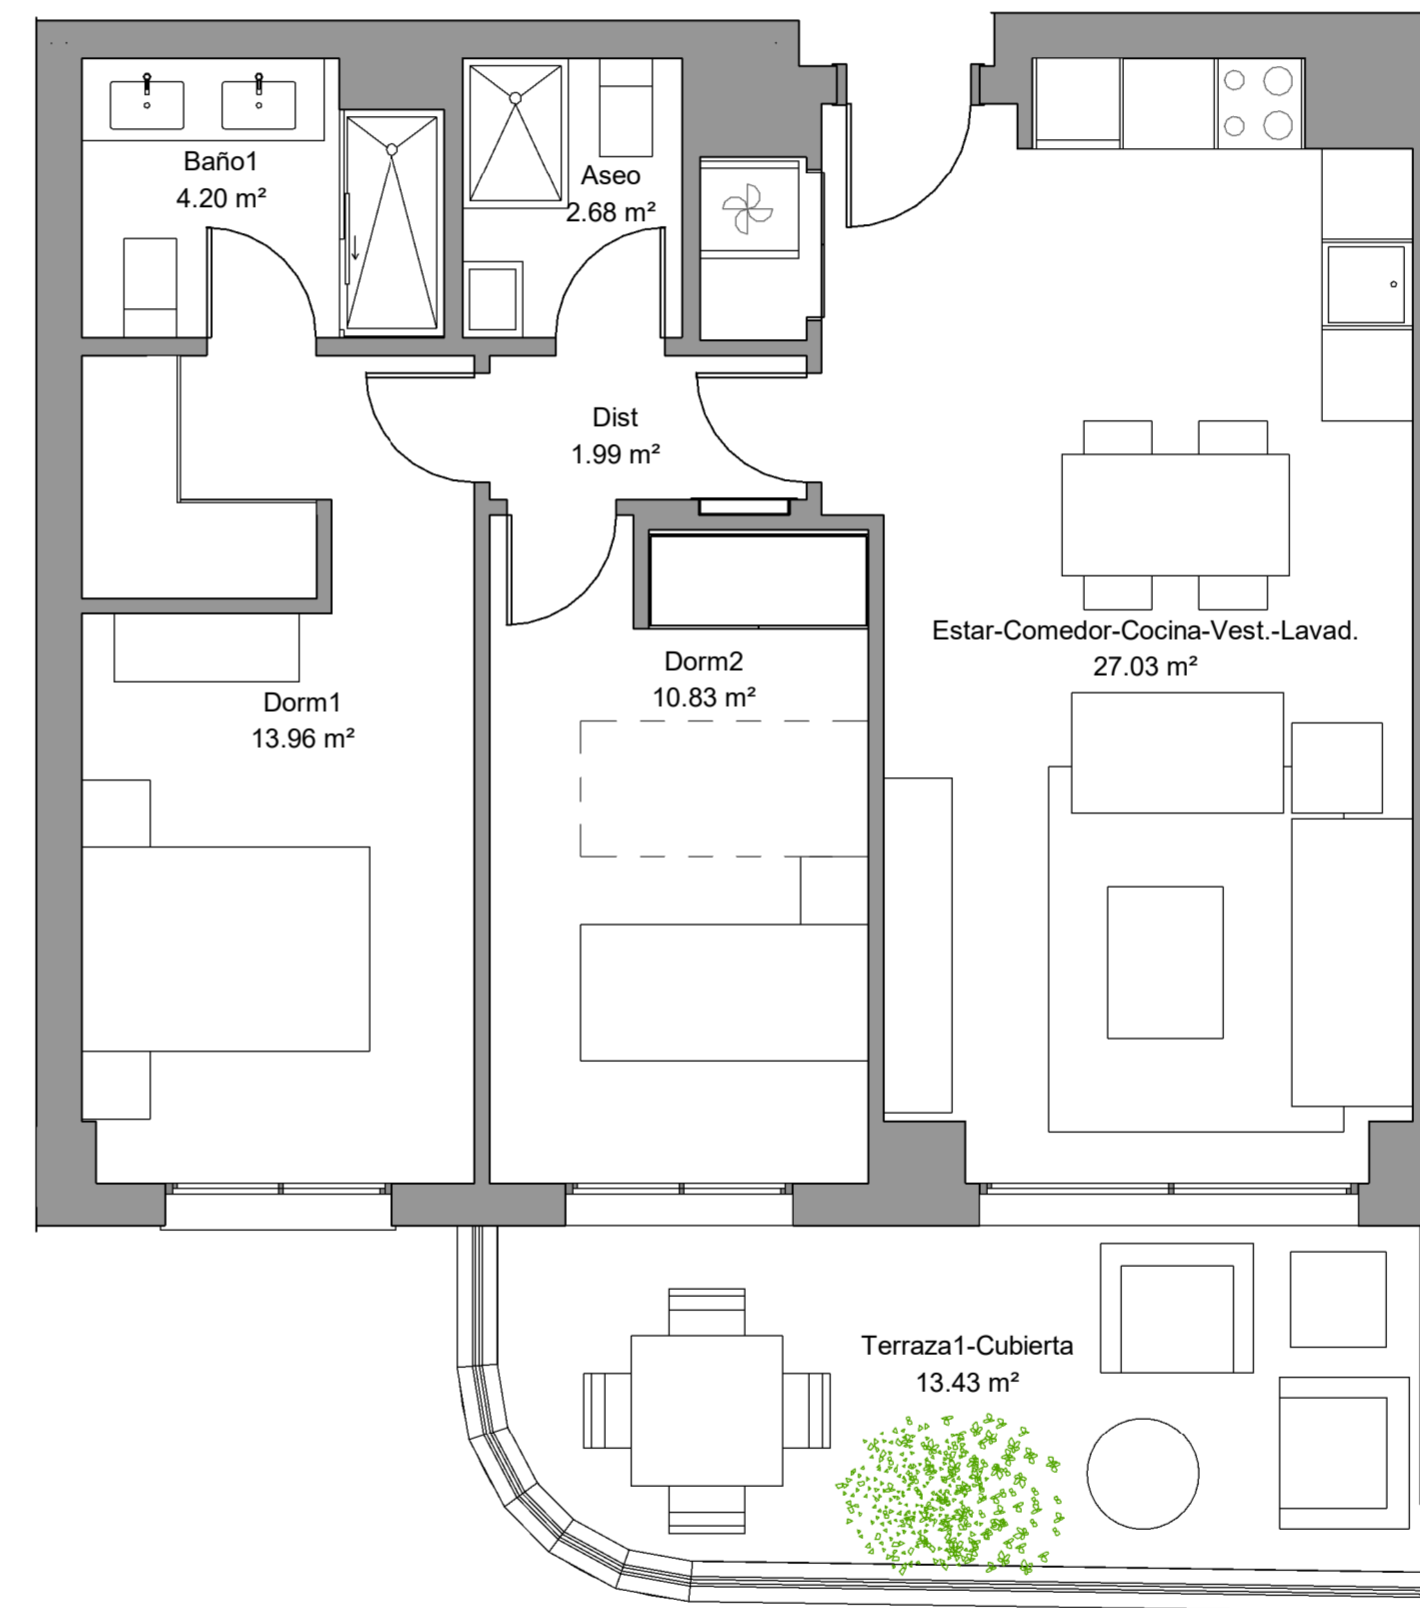 Baño1
4.20 m²
Aseo
2.68 m²
Dist
1.99 m²
Estar-Comedor-Cocina-Vest.-Lavad.
27.03 m²
Dorm2
10.83 m²
Dorm1
13.96 m²
Terraza1-Cubierta
13.43 m²